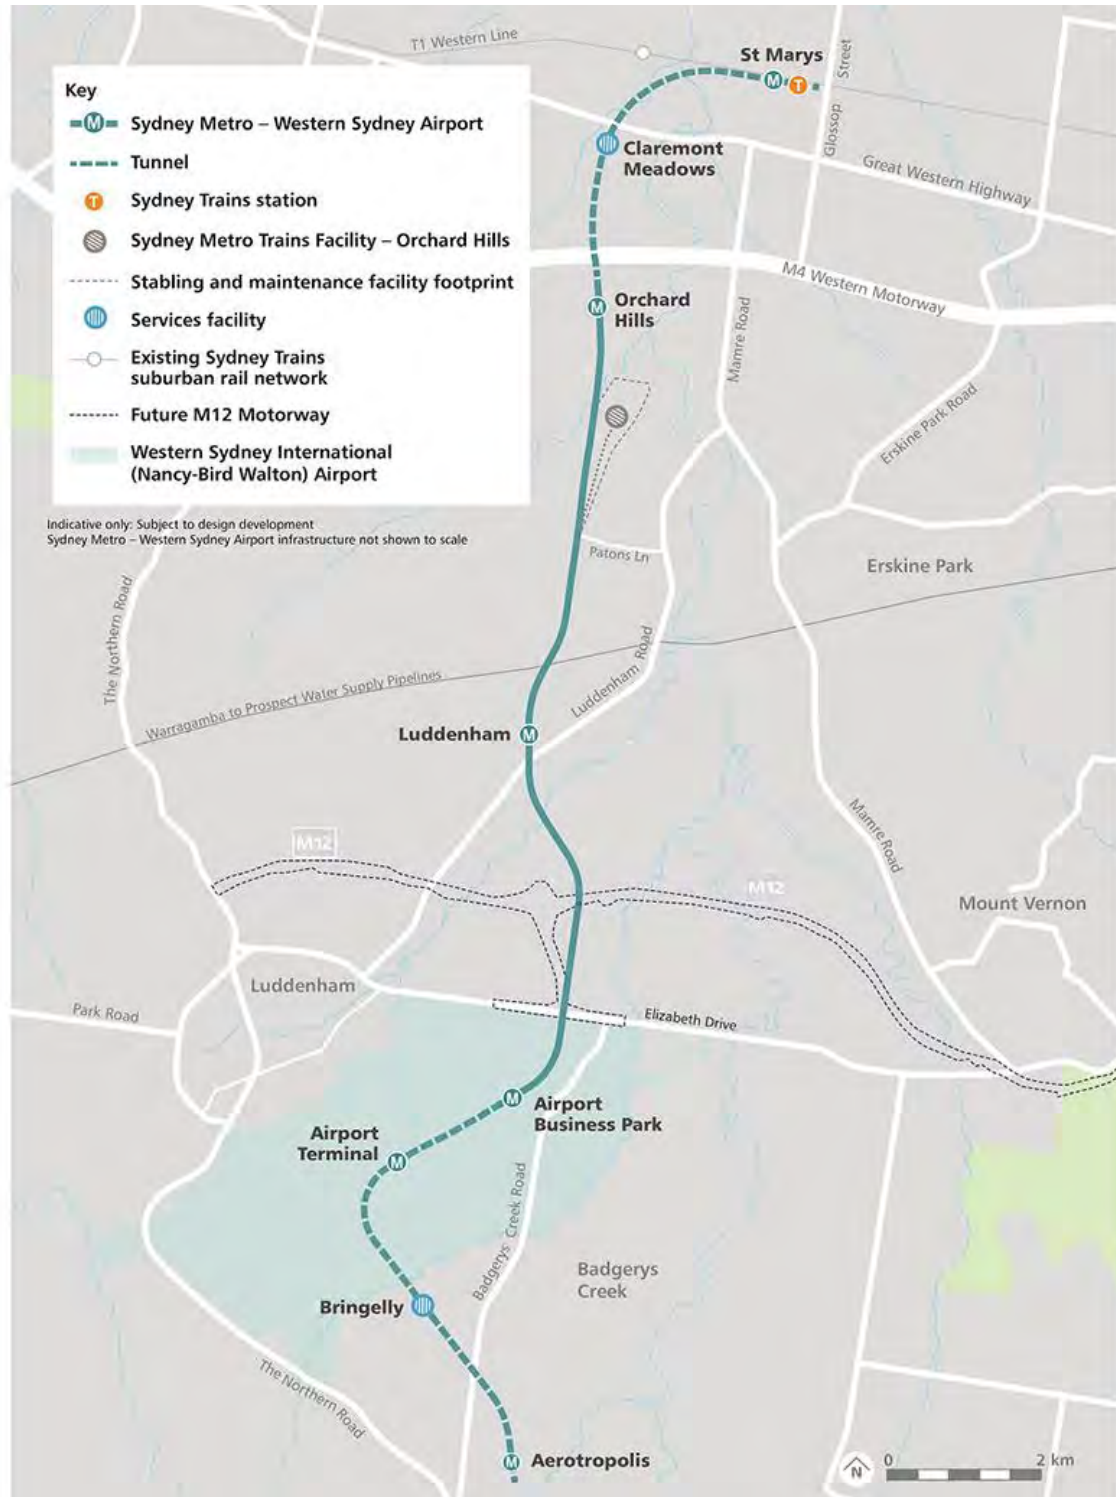 T1 Western Line
St Marys
M
T
Glossop Street
Key
M
Sydney Metro – Western Sydney Airport
Tunnel
T
Sydney Trains station
Sydney Metro Trains Facility – Orchard Hills
Stabling and maintenance facility footprint
Services facility
Existing Sydney Trains
suburban rail network
Future M12 Motorway
Western Sydney International
(Nancy-Bird Walton) Airport
Indicative only: Subject to design development
Sydney Metro – Western Sydney Airport infrastructure not shown to scale
Claremont
Meadows
Great Western Highway
M4 Western Motorway
M
Orchard
Hills
Mamre Road
Erskine Park Road
Patons Ln
Erskine Park
The Northern Road
Luddenham Road
Warragamba to Prospect Water Supply Pipelines
Luddenham
M
Mamre Road
M12
M12
Mount Vernon
Luddenham
Park Road
Elizabeth Drive
M
Airport
Business Park
Airport
Terminal
M
Badgerys Creek Road
Badgerys
Creek
Bringelly
The Northern Road
M
Aerotropolis
N
0
2 km